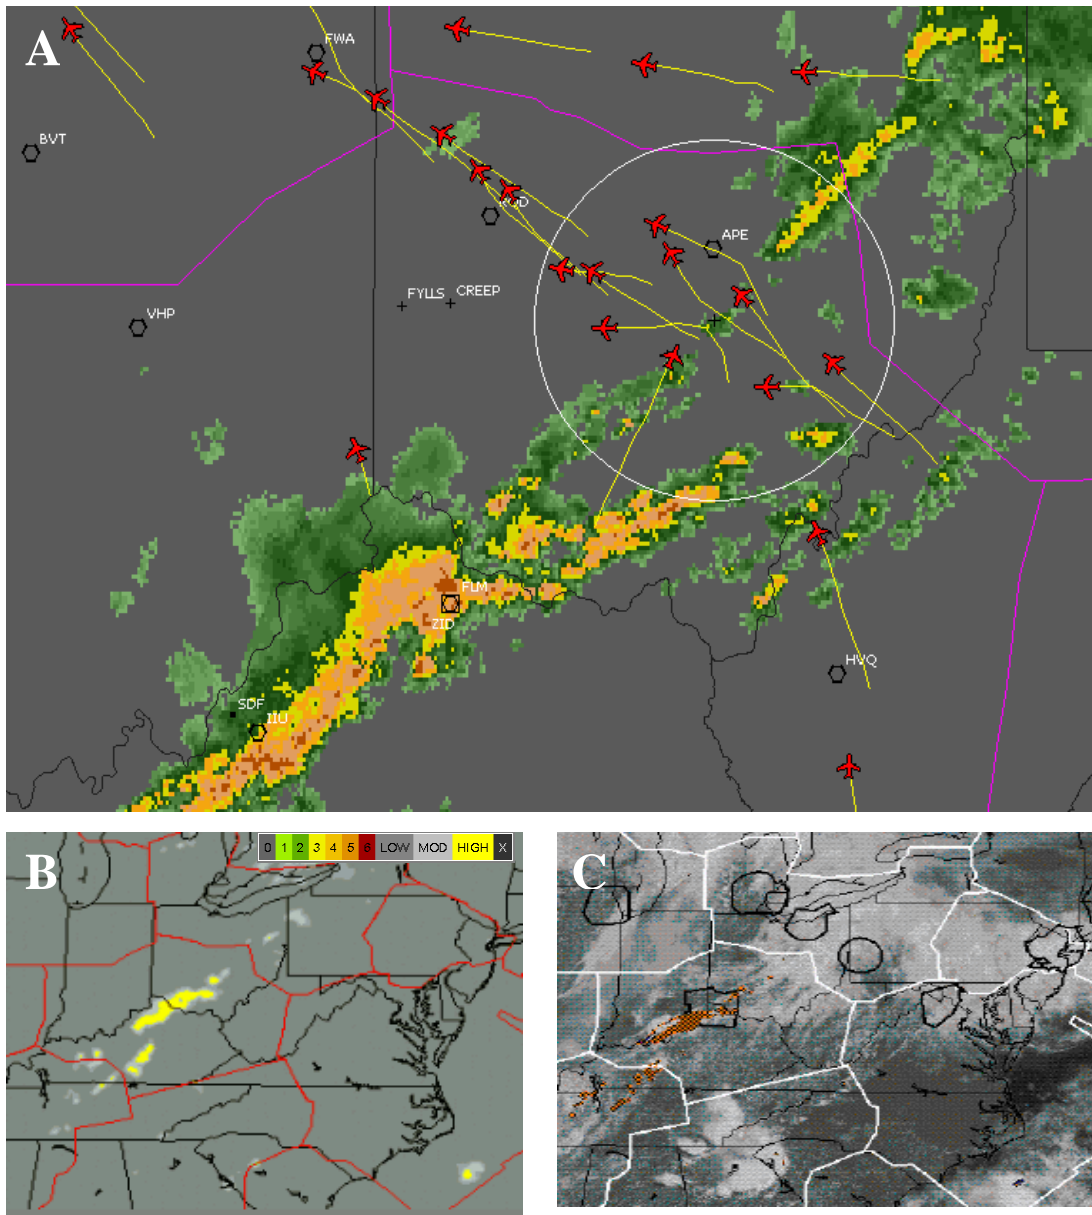 A
FWA
BVT
ROD
APE
FYLLS
CREEP
VHP
FLM
ZID
HVQ
SDF
IIU
B
0 1 2 3 4 5 6 LOW MOD HIGH X
C